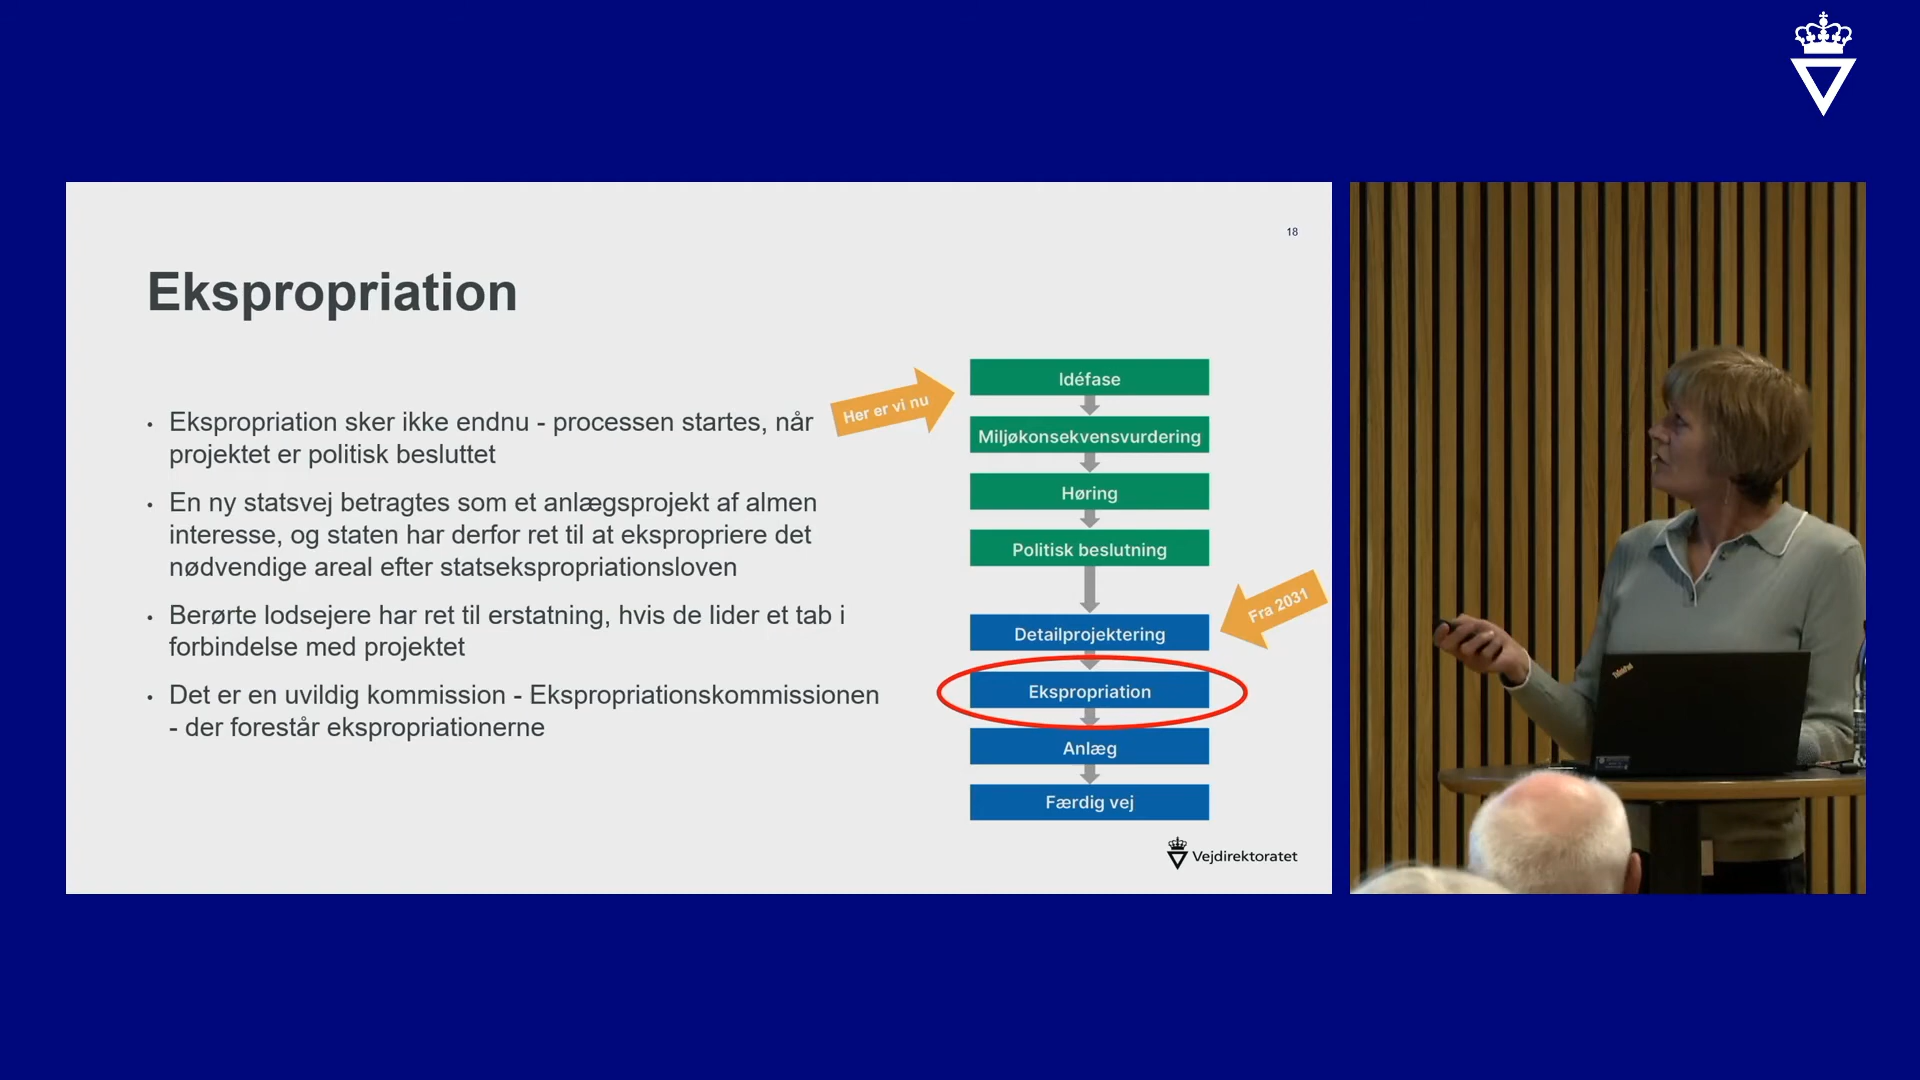 18
Ekspropriation
• Ekspropriation sker ikke endnu - processen startes, når
projektet er politisk besluttet
• En ny statsvej betragtes som et anlægsprojekt af almen
interesse, og staten har derfor ret til at ekspropriere det
nødvendige areal efter statsekspropriationsloven
• Berørte lodsejere har ret til erstatning, hvis de lider et tab i
forbindelse med projektet
• Det er en uvildig kommission - Ekspropriationskommissionen
- der forestår ekspropriationerne
Her er vi nu
Idéfase
Miljøkonsekvensvurdering
Høring
Politisk beslutning
Fra 2031
Detailprojektering
Ekspropriation
Anlæg
Færdig vej
Vejdirektoratet
ThinkPad